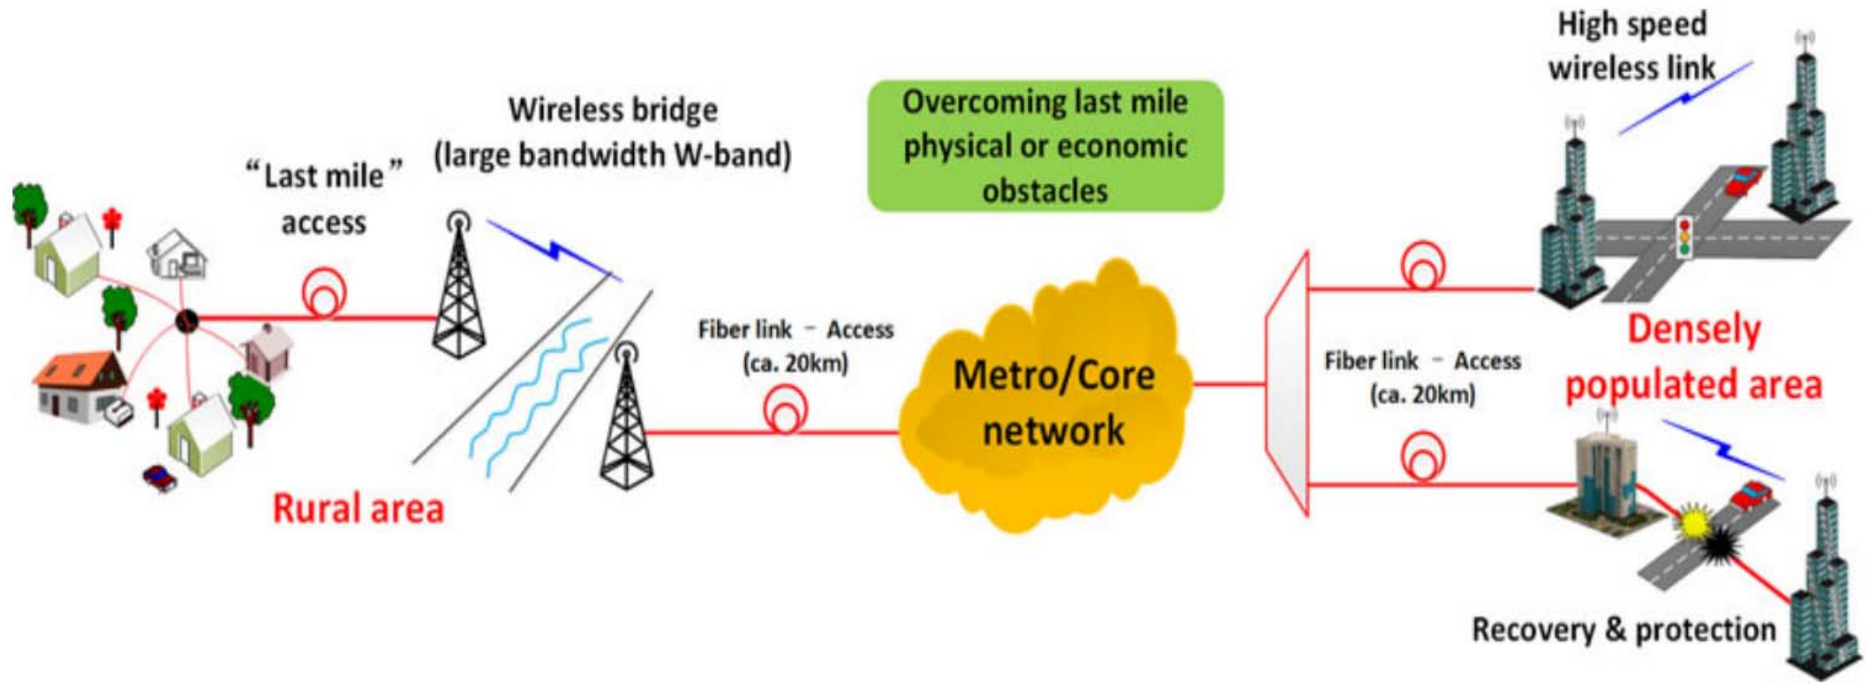 High speed
wireless link
Wireless bridge
(large bandwidth W-band)
Overcoming last mile
physical or economic
obstacles
“Last mile”
access
Fiber link – Access
(ca. 20km)
Metro/Core
network
Fiber link – Access
(ca. 20km)
Densely
populated area
Rural area
Recovery & protection